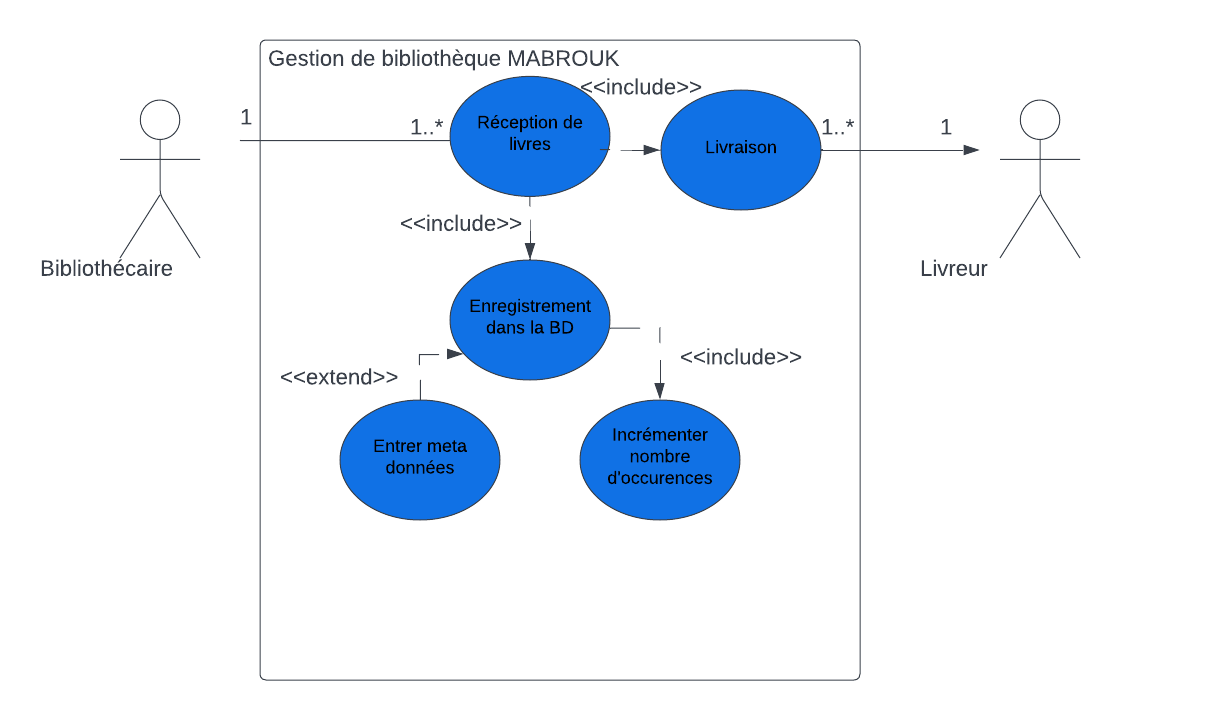 Gestion de bibliothèque MABROUK
<<include>>
1
1..*
Réception de
livres
Livraison
1..*
1
<<include>>
Bibliothécaire
Livreur
Enregistrement
dans la BD
<<include>>
<<extend>>
Entrer meta
données
Incrémenter
nombre
d'occurences